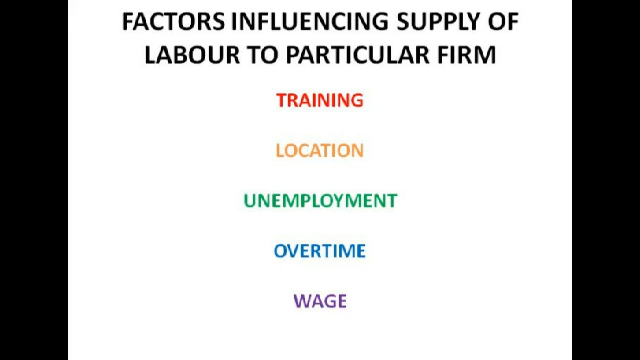 FACTORS INFLUENCING SUPPLY OF
LABOUR TO PARTICULAR FIRM
TRAINING
LOCATION
UNEMPLOYMENT
OVERTIME
WAGE